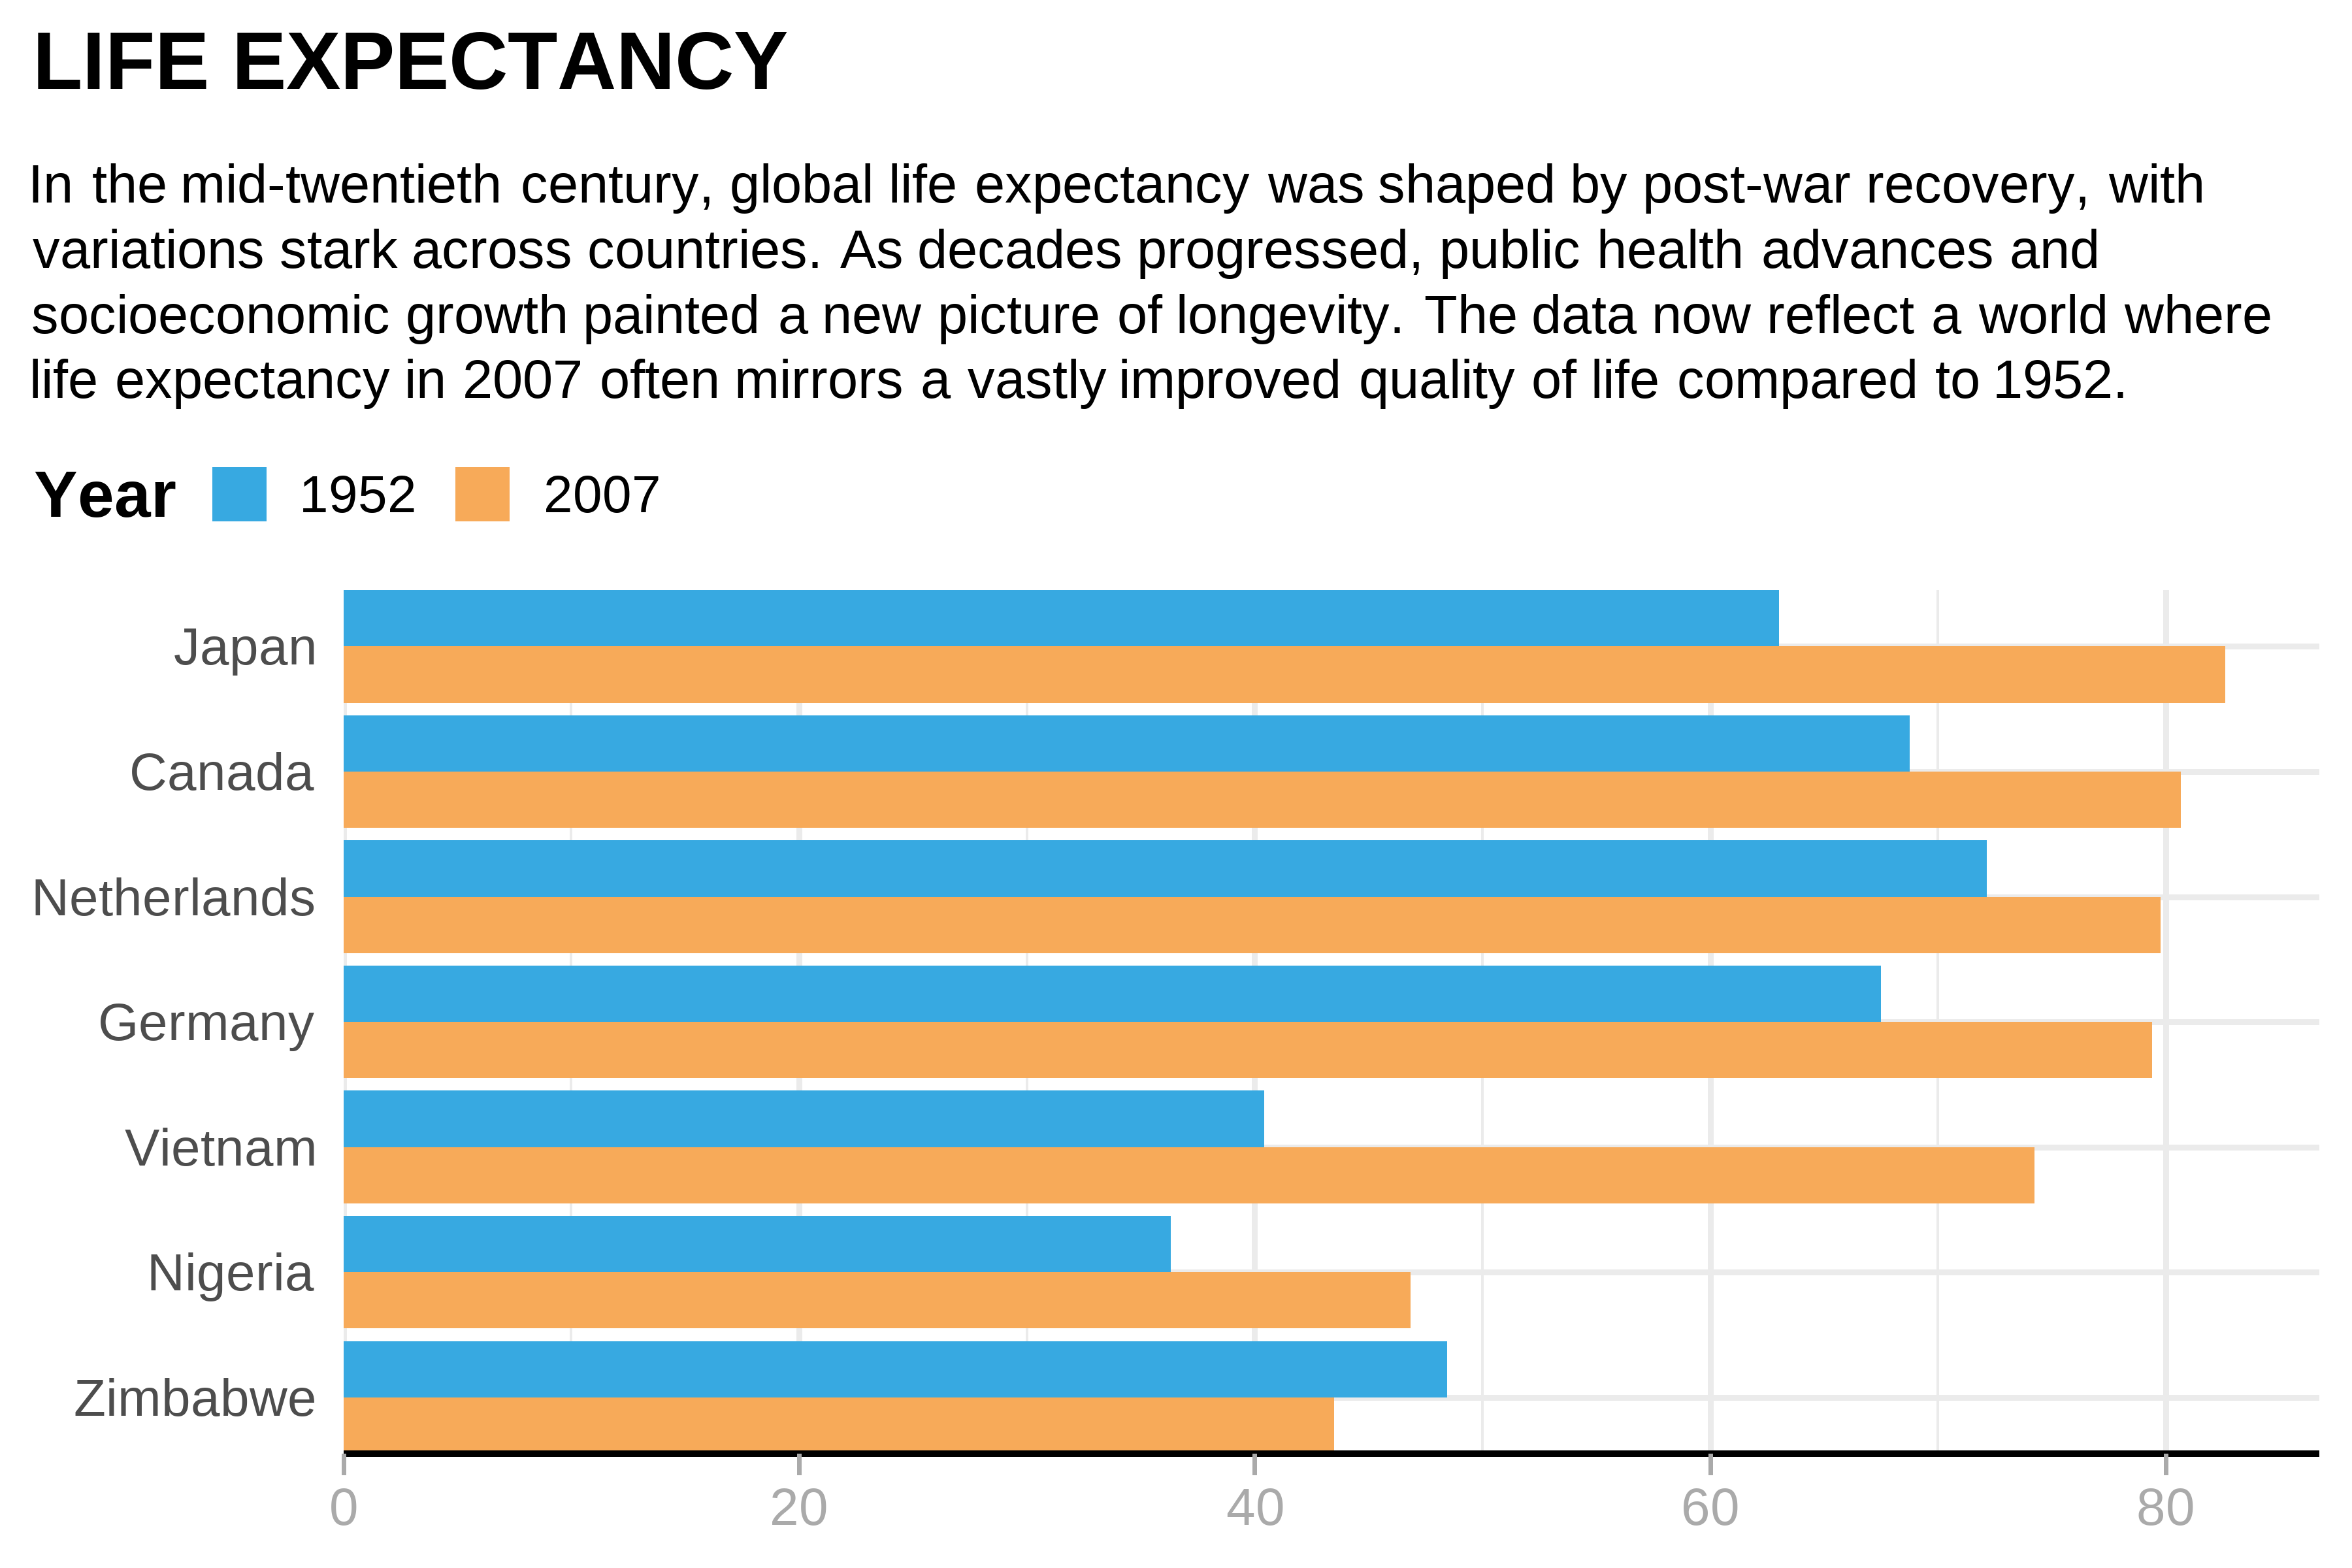 LIFE EXPECTANCY
In the mid-twentieth century, global life expectancy was shaped by post-war recovery, with
variations stark across countries. As decades progressed, public health advances and
socioeconomic growth painted a new picture of longevity. The data now reflect a world where
life expectancy in 2007 often mirrors a vastly improved quality of life compared to 1952.
Year 1952 2007
Japan
Canada
Netherlands
Germany
Vietnam
Nigeria
Zimbabwe
0 20 40 60 80